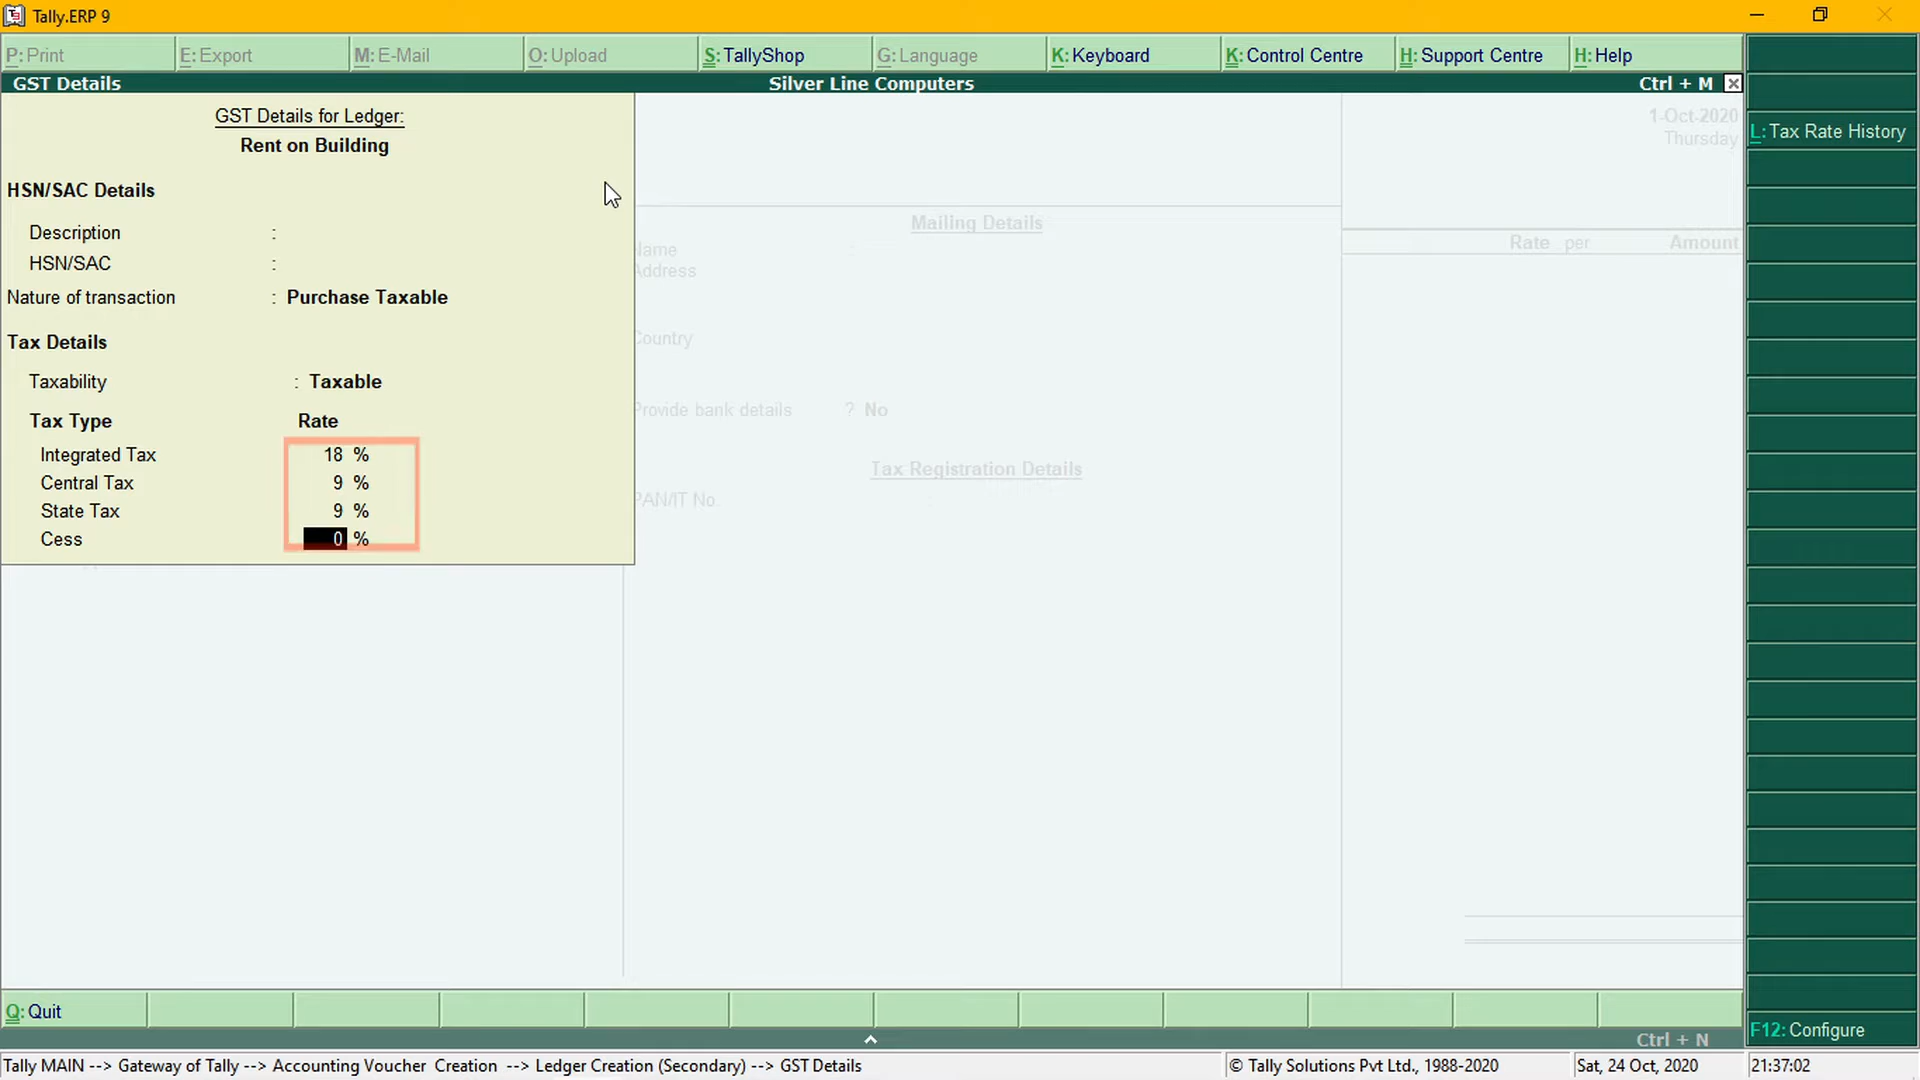 Tally.ERP 9
P: Print E: Export M: E-Mail O: Upload S: TallyShop G: Language K: Keyboard K: Control Centre H: Support Centre H: Help
GST Details Silver Line Computers Ctrl + M
GST Details for Ledger:
Rent on Building
HSN/SAC Details
Description :
HSN/SAC :
Nature of transaction : Purchase Taxable
Tax Details
Taxability : Taxable
Tax Type Rate
Integrated Tax 18 %
Central Tax 9 %
State Tax 9 %
Cess 0 %
Mailing Details
Name :
Address
Country
Provide bank details ? No
Tax Registration Details
PAN/IT No. :
1-Oct-2020
Thursday
Rate per Amount
L: Tax Rate History
F12: Configure
Q: Quit
Ctrl + N
Tally MAIN --> Gateway of Tally --> Accounting Voucher Creation --> Ledger Creation (Secondary) --> GST Details
© Tally Solutions Pvt Ltd., 1988-2020
Sat, 24 Oct, 2020
21:37:02